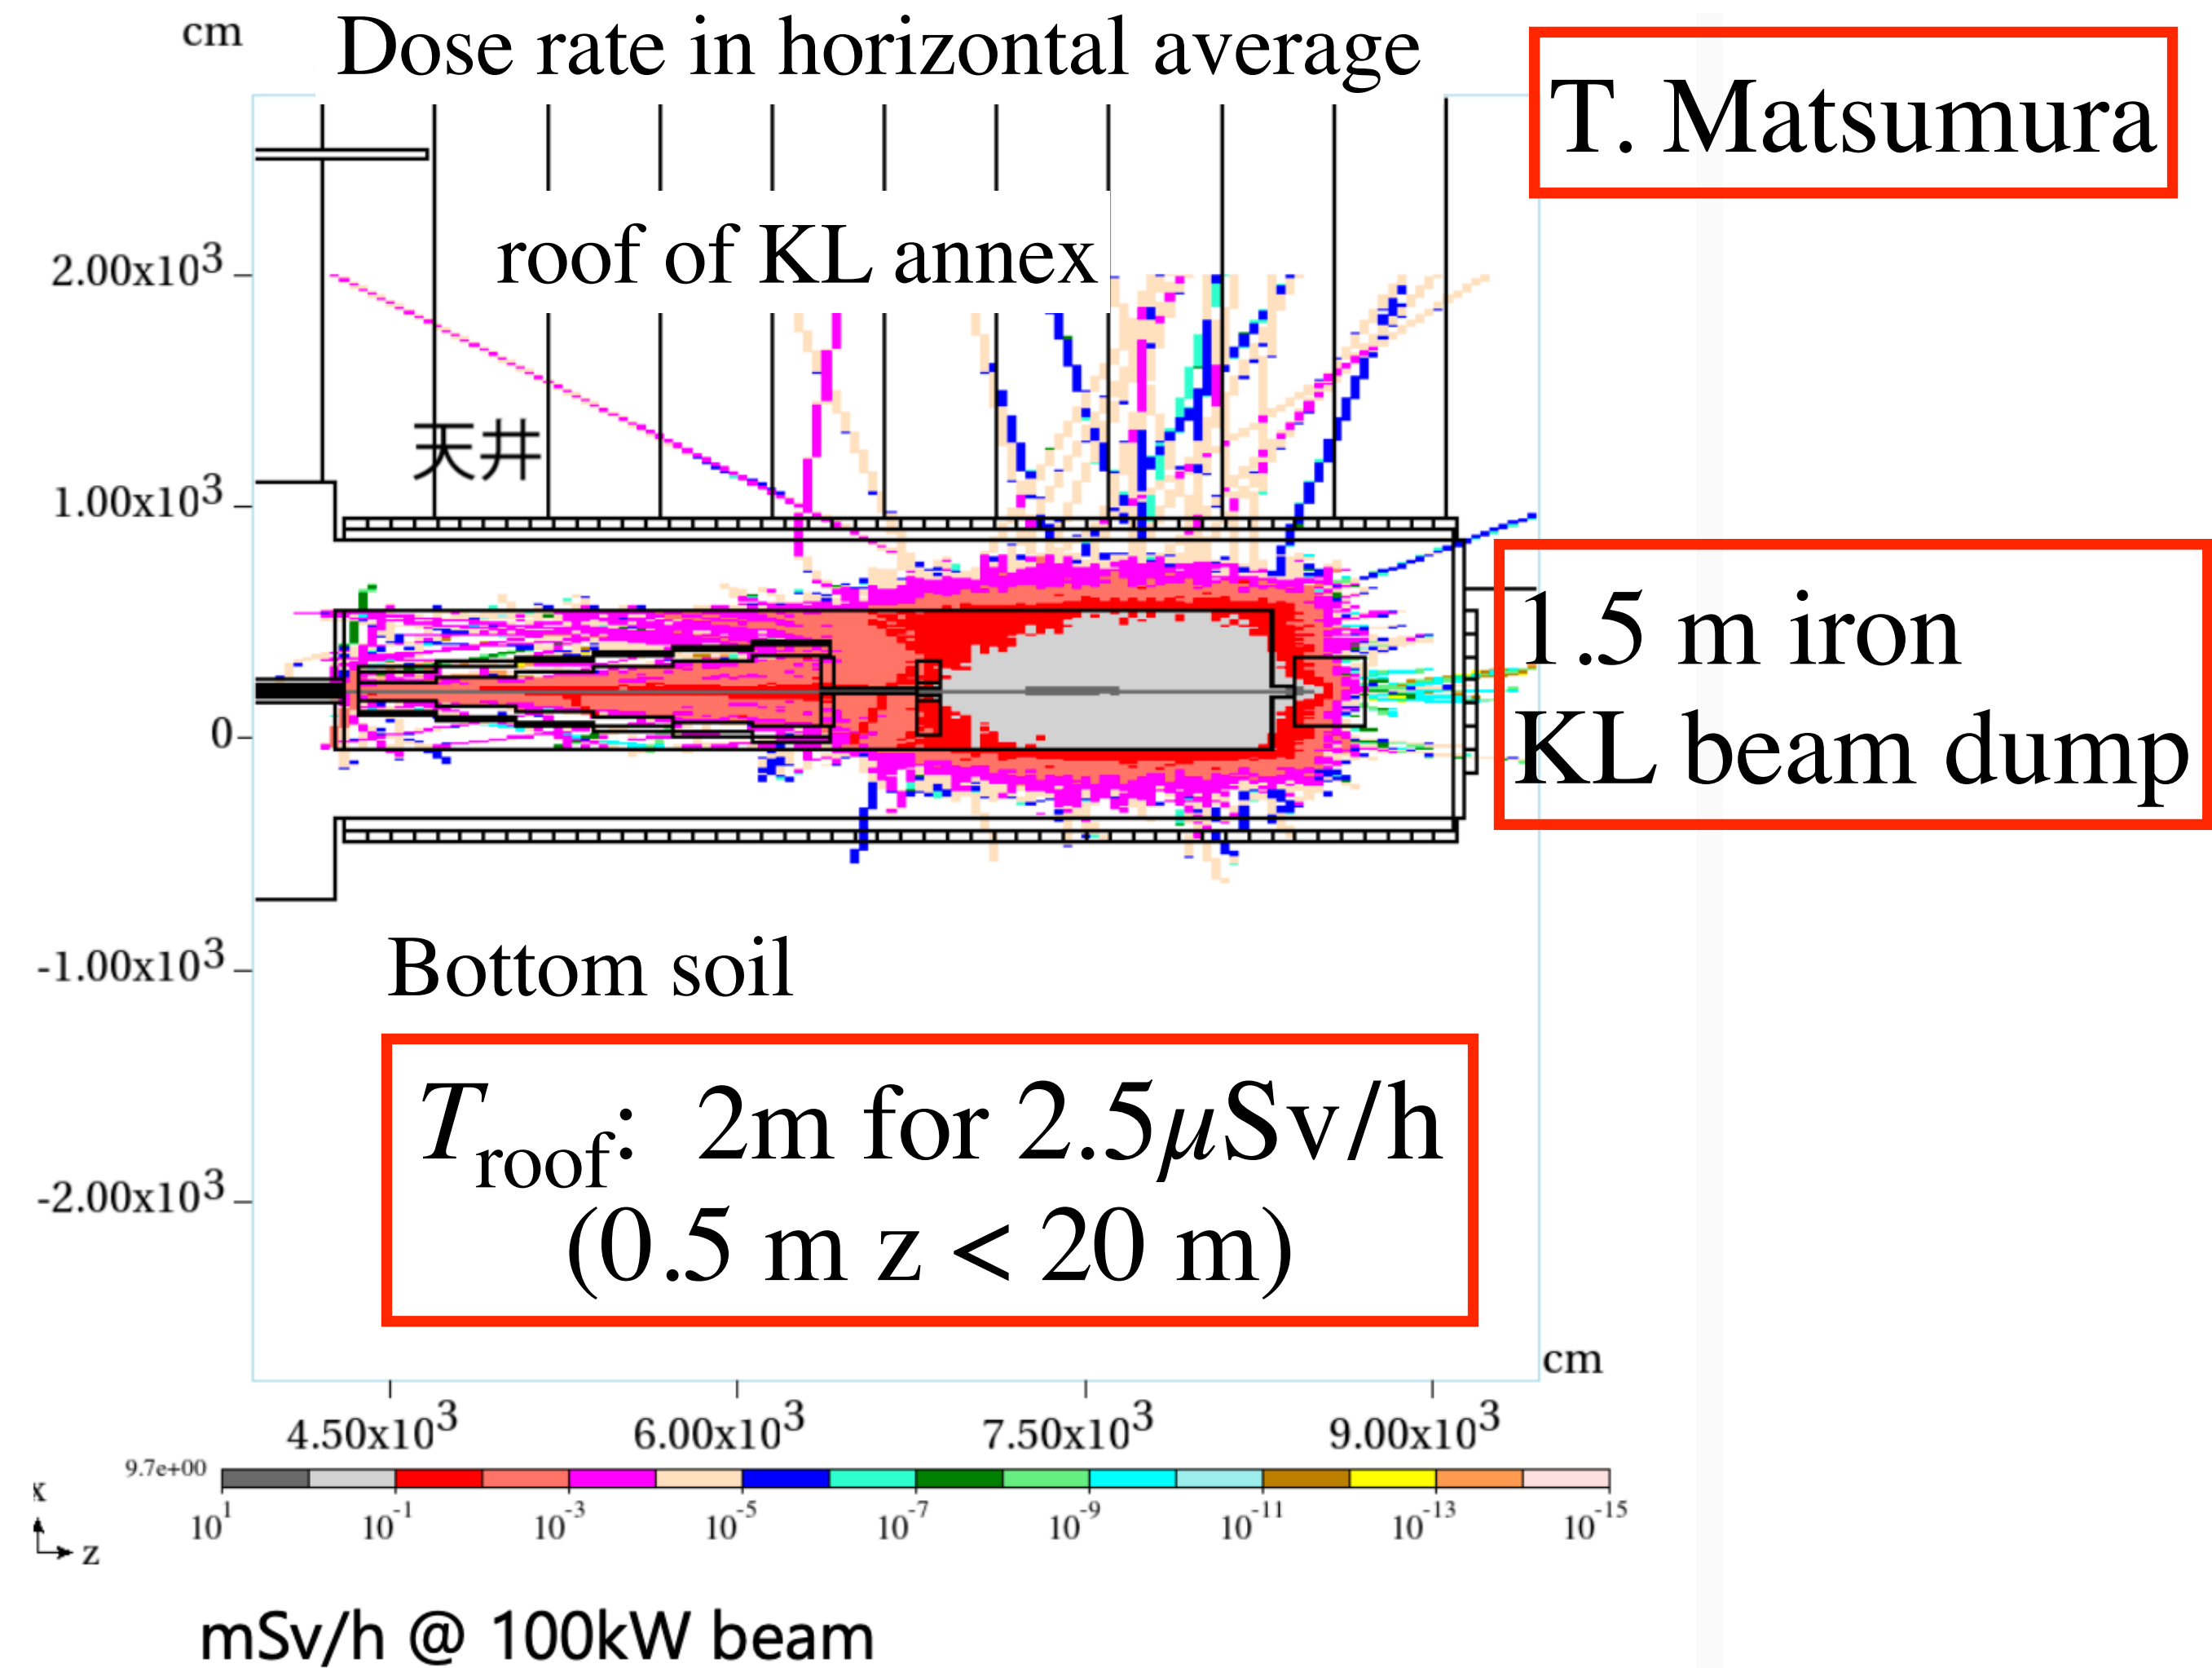 cm
Dose rate in horizontal average
T. Matsumura
roof of KL annex
2.00x10³
天井
1.00x10³
1.5 m iron
KL beam dump
0
Bottom soil
-1.00x10³
T_roof: 2m for 2.5μSv/h
(0.5 m z < 20 m)
-2.00x10³
cm
4.50x10³ 6.00x10³ 7.50x10³ 9.00x10³
9.7e+00
10¹ 10⁻¹ 10⁻³ 10⁻⁵ 10⁻⁷ 10⁻⁹ 10⁻¹¹ 10⁻¹³ 10⁻¹⁵
x
z
mSv/h @ 100kW beam